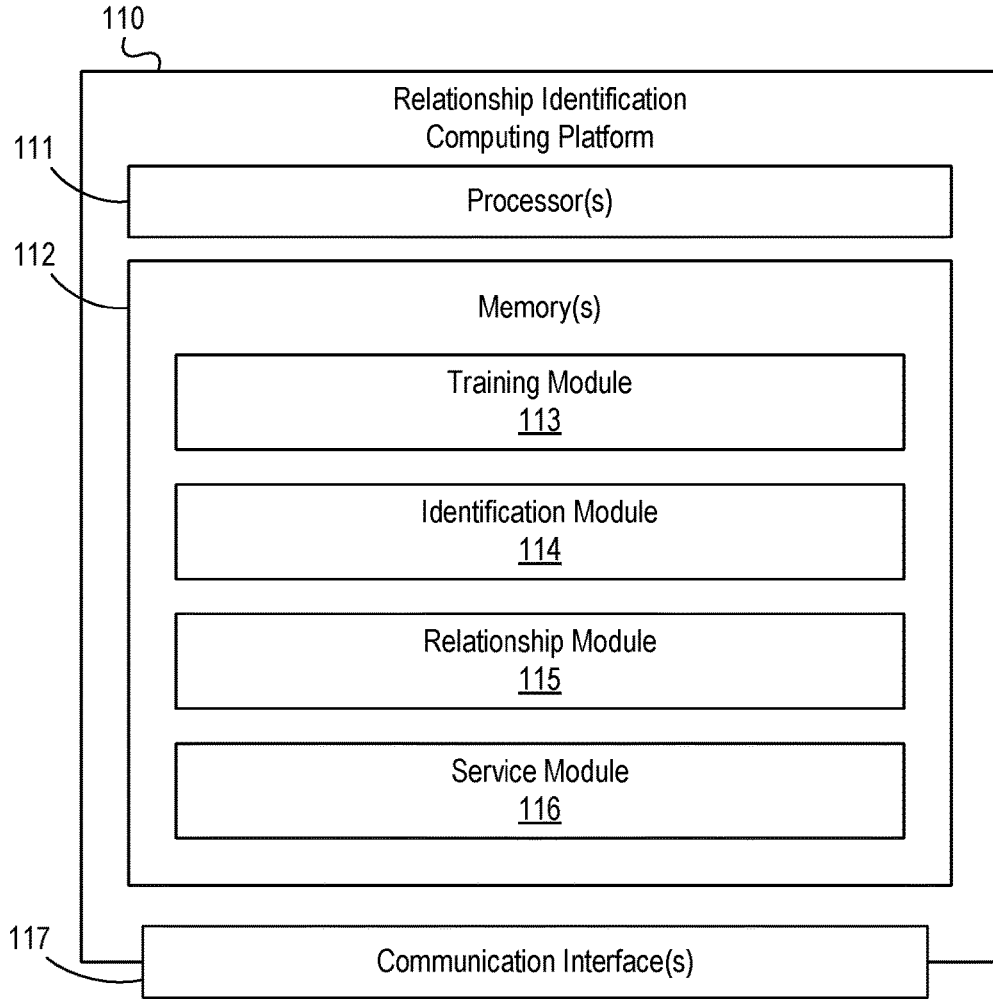 110
Relationship Identification
Computing Platform
111
Processor(s)
112
Memory(s)
Training Module
113
Identification Module
114
Relationship Module
115
Service Module
116
117
Communication Interface(s)